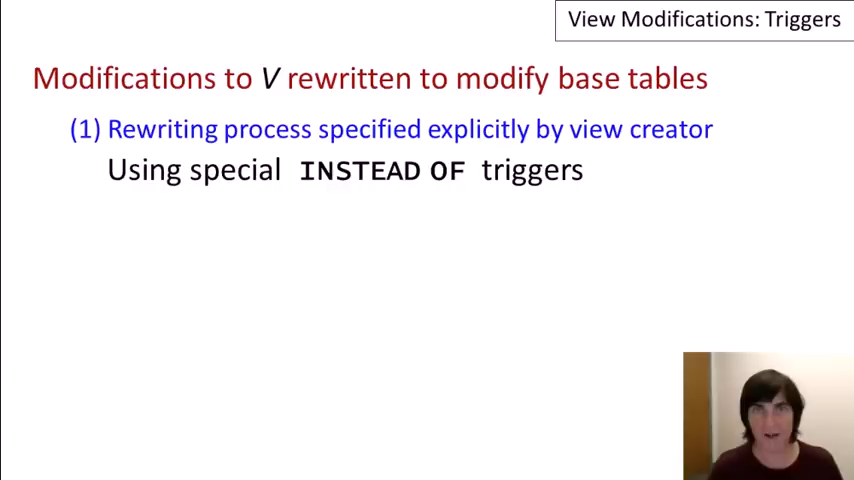 View Modifications: Triggers
Modifications to V rewritten to modify base tables
(1) Rewriting process specified explicitly by view creator
Using special INSTEAD OF triggers